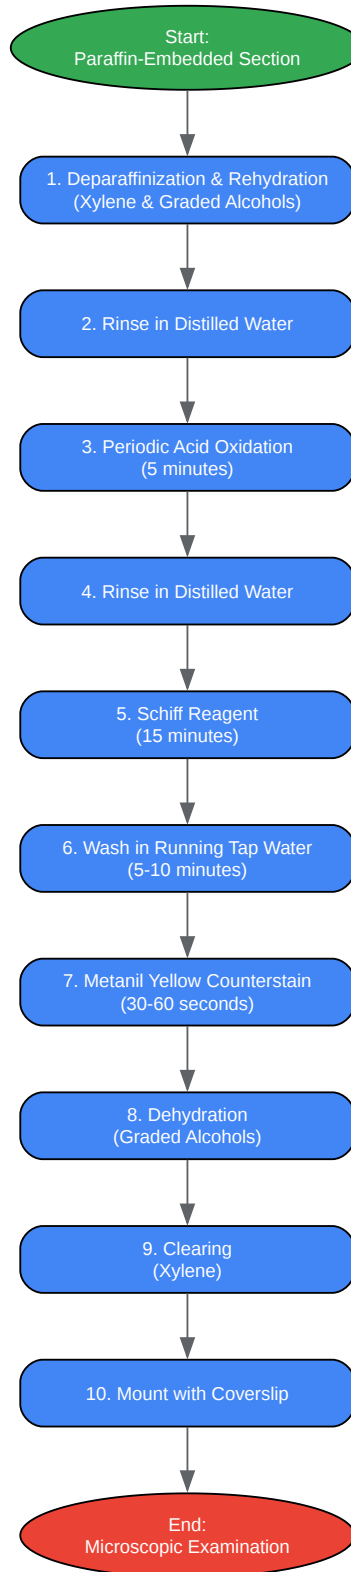 Start:
Paraffin-Embedded Section
1. Deparaffinization & Rehydration
(Xylene & Graded Alcohols)
2. Rinse in Distilled Water
3. Periodic Acid Oxidation
(5 minutes)
4. Rinse in Distilled Water
5. Schiff Reagent
(15 minutes)
6. Wash in Running Tap Water
(5-10 minutes)
7. Metanil Yellow Counterstain
(30-60 seconds)
8. Dehydration
(Graded Alcohols)
9. Clearing
(Xylene)
10. Mount with Coverslip
End:
Microscopic Examination